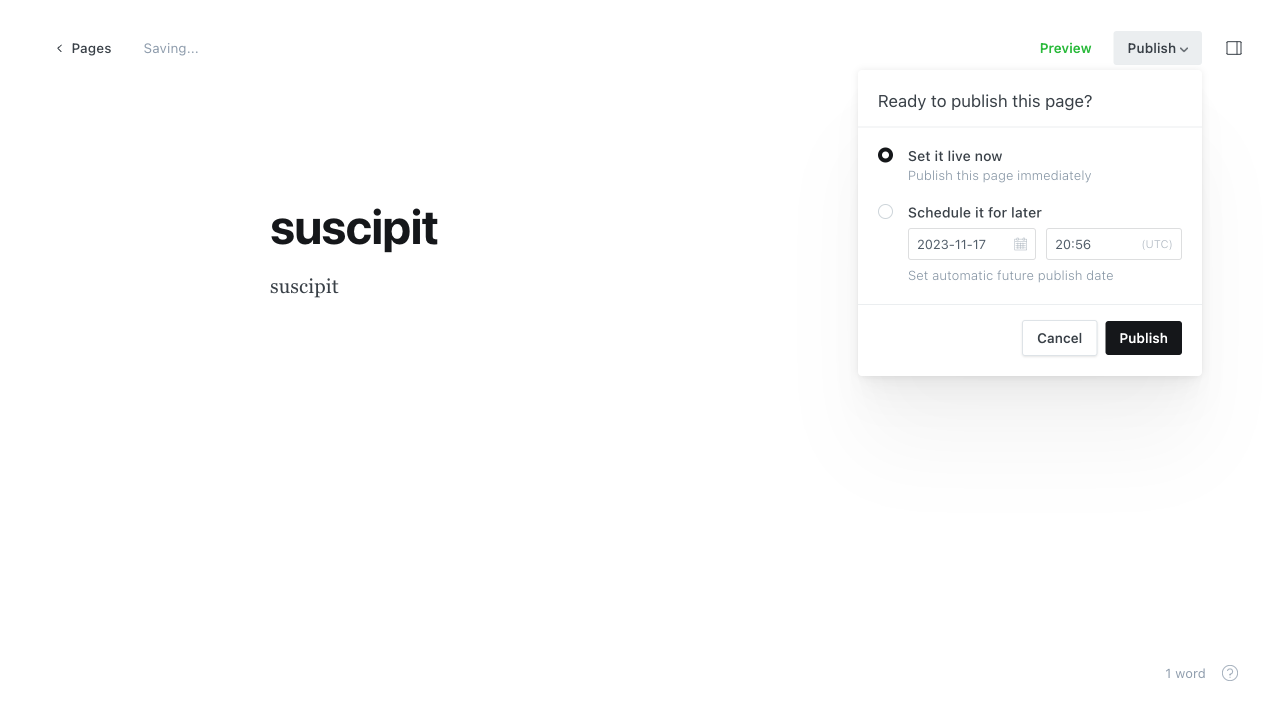 Pages
Saving...
Preview
Publish
Ready to publish this page?
Set it live now
Publish this page immediately
Schedule it for later
2023-11-17
20:56
(UTC)
Set automatic future publish date
Cancel
Publish
suscipit
suscipit
1 word
?